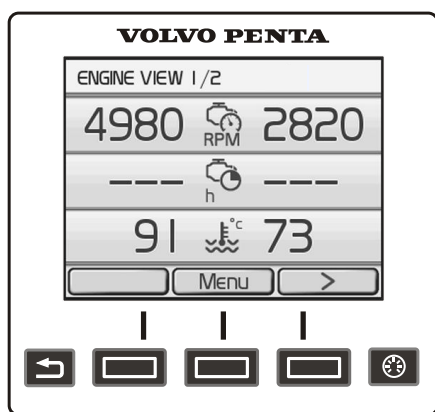 VOLVO PENTA
ENGINE VIEW 1/2
4980 RPM 2820
--- h ---
91 °C 73
Menu >